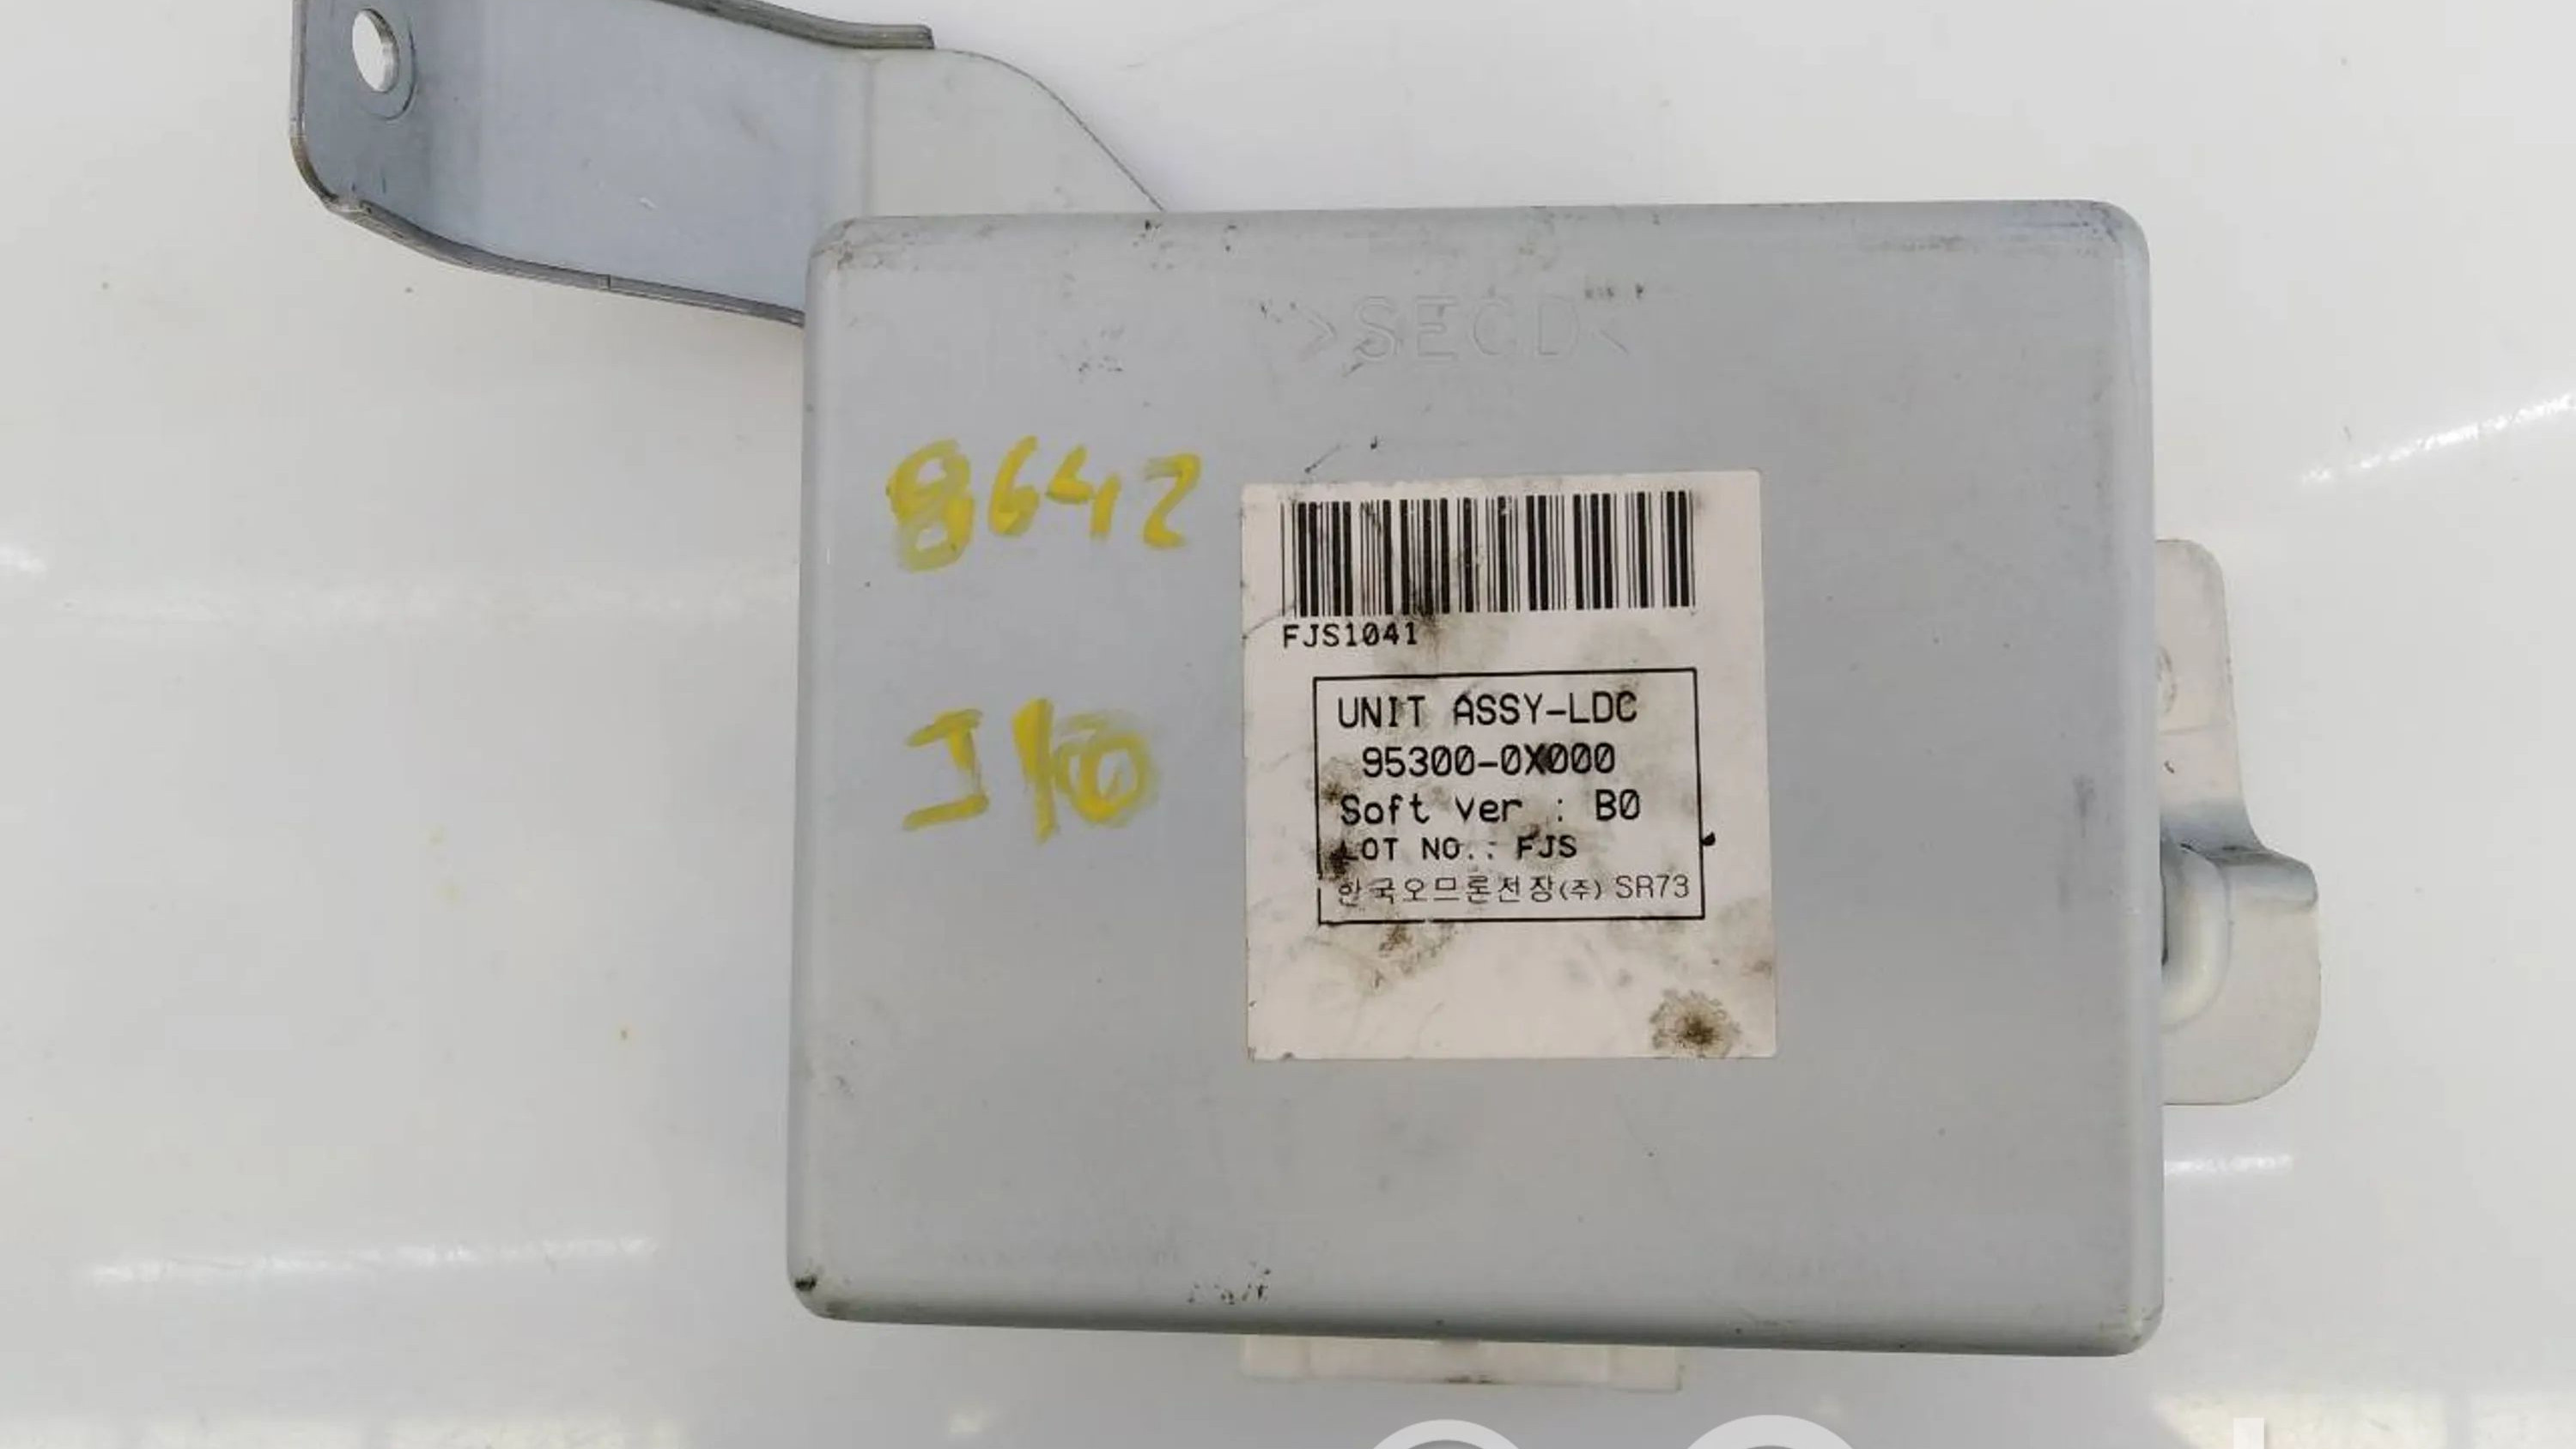 >SECD<
8642
I10
FJS1041
UNIT ASSY-LDC
95300-0X000
Soft ver : B0
LOT NO.: FJS
한국오므론전장(주) SR73